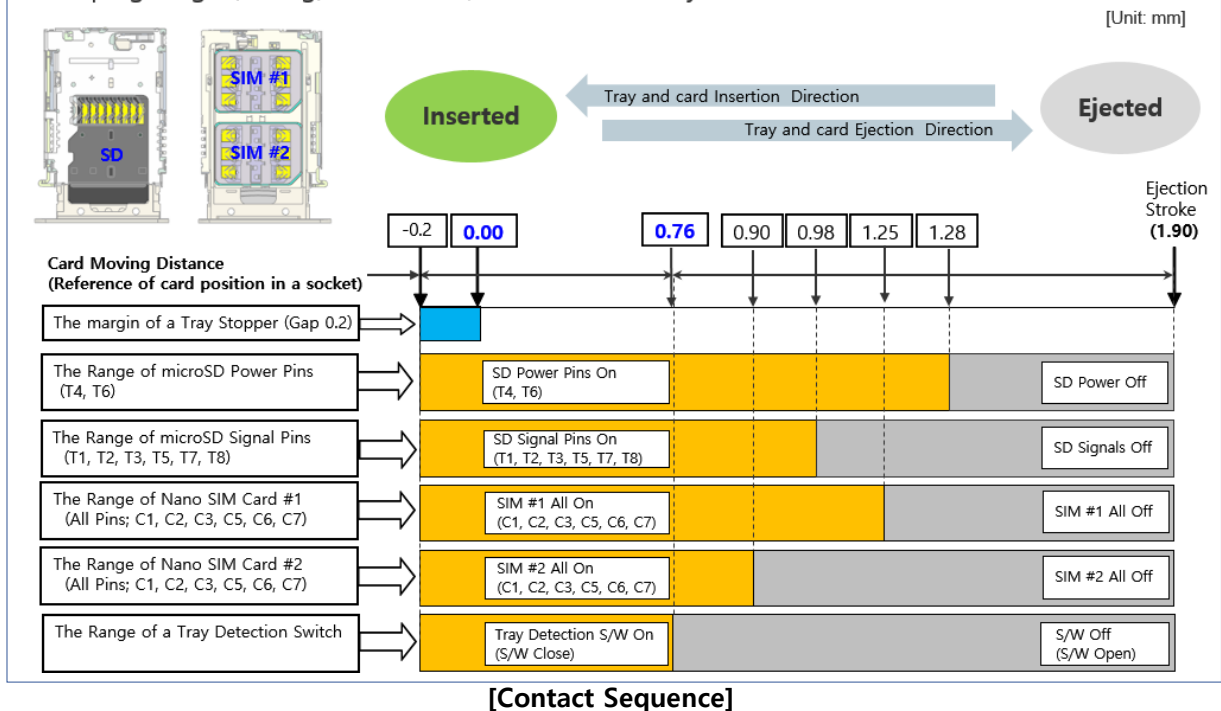 [Unit: mm]
SIM #1
SD
SIM #2
Inserted
Tray and card Insertion Direction
Tray and card Ejection Direction
Ejected
Ejection
Stroke
(1.90)
-0.2
0.00
0.76
0.90
0.98
1.25
1.28
Card Moving Distance
(Reference of card position in a socket)
The margin of a Tray Stopper (Gap 0.2)
The Range of microSD Power Pins
(T4, T6)
SD Power Pins On
(T4, T6)
SD Power Off
The Range of microSD Signal Pins
(T1, T2, T3, T5, T7, T8)
SD Signal Pins On
(T1, T2, T3, T5, T7, T8)
SD Signals Off
The Range of Nano SIM Card #1
(All Pins; C1, C2, C3, C5, C6, C7)
SIM #1 All On
(C1, C2, C3, C5, C6, C7)
SIM #1 All Off
The Range of Nano SIM Card #2
(All Pins; C1, C2, C3, C5, C6, C7)
SIM #2 All On
(C1, C2, C3, C5, C6, C7)
SIM #2 All Off
The Range of a Tray Detection Switch
Tray Detection S/W On
(S/W Close)
S/W Off
(S/W Open)
[Contact Sequence]